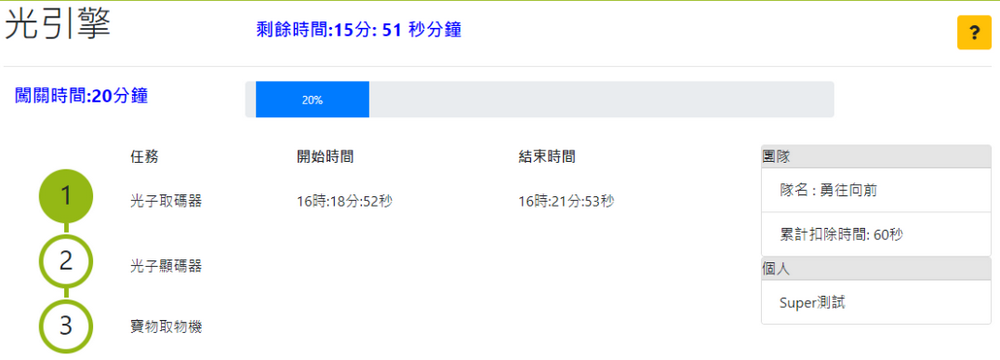 光引擎
剩餘時間:15分: 51 秒分鐘
?
闖關時間:20分鐘
20%
任務 開始時間 結束時間
1 光子取碼器 16時:18分:52秒 16時:21分:53秒
2 光子顯碼器
3 寶物取物機
團隊
隊名 : 勇往向前
累計扣除時間: 60秒
個人
Super測試